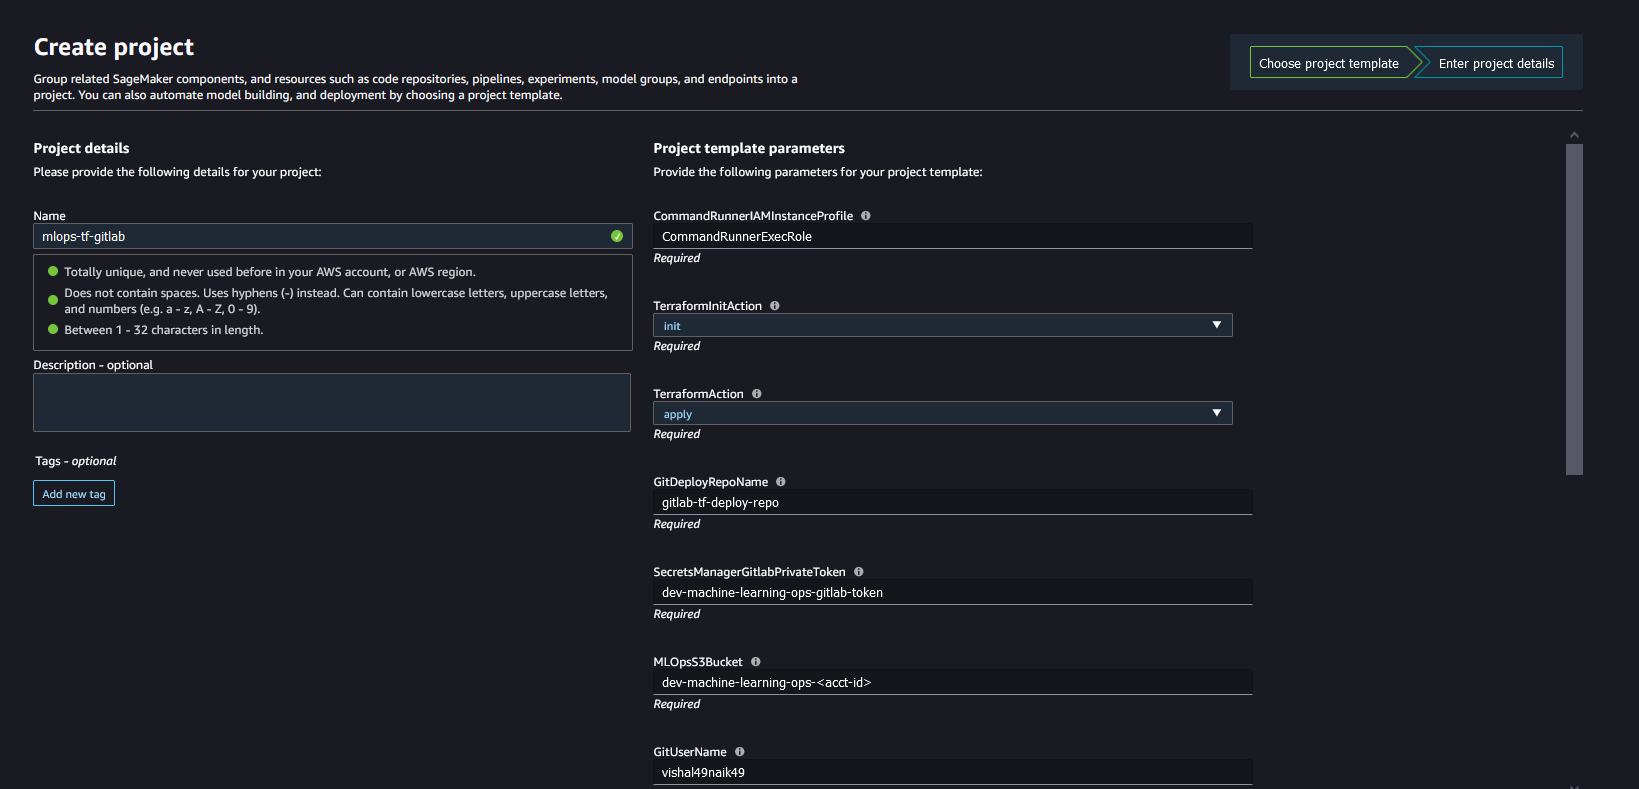 Create project
Group related SageMaker components, and resources such as code repositories, pipelines, experiments, model groups, and endpoints into a
project. You can also automate model building, and deployment by choosing a project template.
Choose project template
Enter project details
Project details
Please provide the following details for your project:
Name
mlops-tf-gitlab
Totally unique, and never used before in your AWS account, or AWS region.
Does not contain spaces. Uses hyphens (-) instead. Can contain lowercase letters, uppercase letters,
and numbers (e.g. a - z, A - Z, 0 - 9).
Between 1 - 32 characters in length.
Description - optional
Tags - optional
Add new tag
Project template parameters
Provide the following parameters for your project template:
CommandRunnerIAMInstanceProfile
CommandRunnerExecRole
Required
TerraformInitAction
init
Required
TerraformAction
apply
Required
GitDeployRepoName
gitlab-tf-deploy-repo
Required
SecretsManagerGitlabPrivateToken
dev-machine-learning-ops-gitlab-token
Required
MLOpsS3Bucket
dev-machine-learning-ops-<acct-id>
Required
GitUserName
vishal49naik49